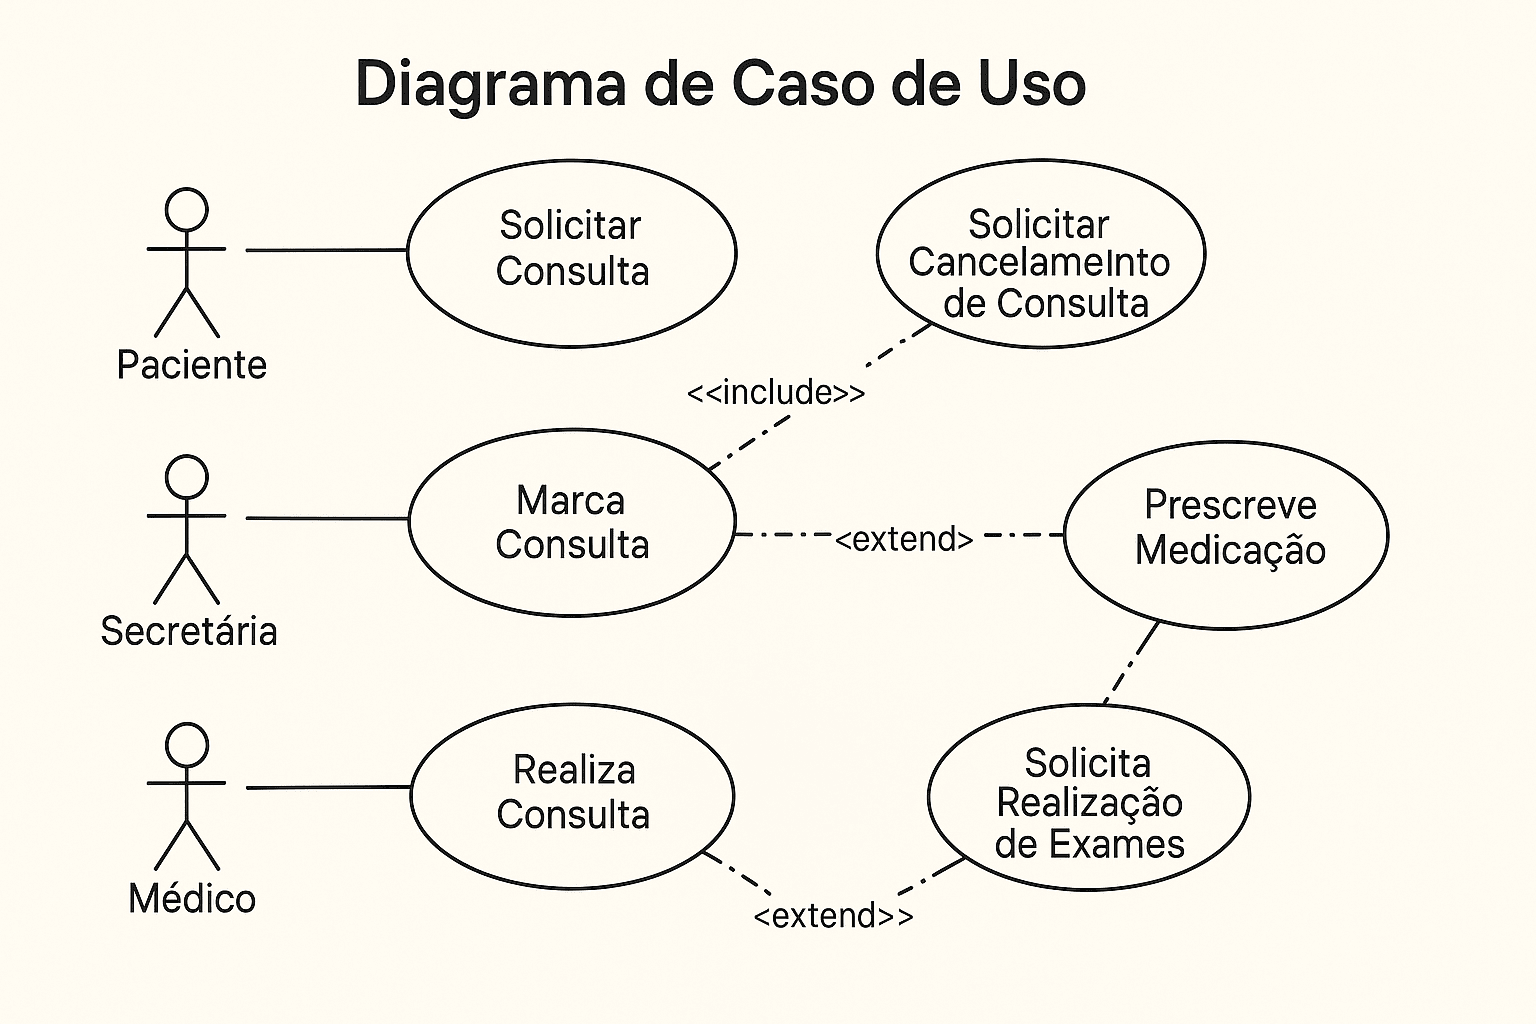 Diagrama de Caso de Uso
Solicitar
Consulta
Solicitar
CancelameInto
de Consulta
Paciente
<<include>>
Marca
Consulta
<extend>
Prescreve
Medicação
Secretária
Realiza
Consulta
Solicita
Realização
de Exames
Médico
<extend>>